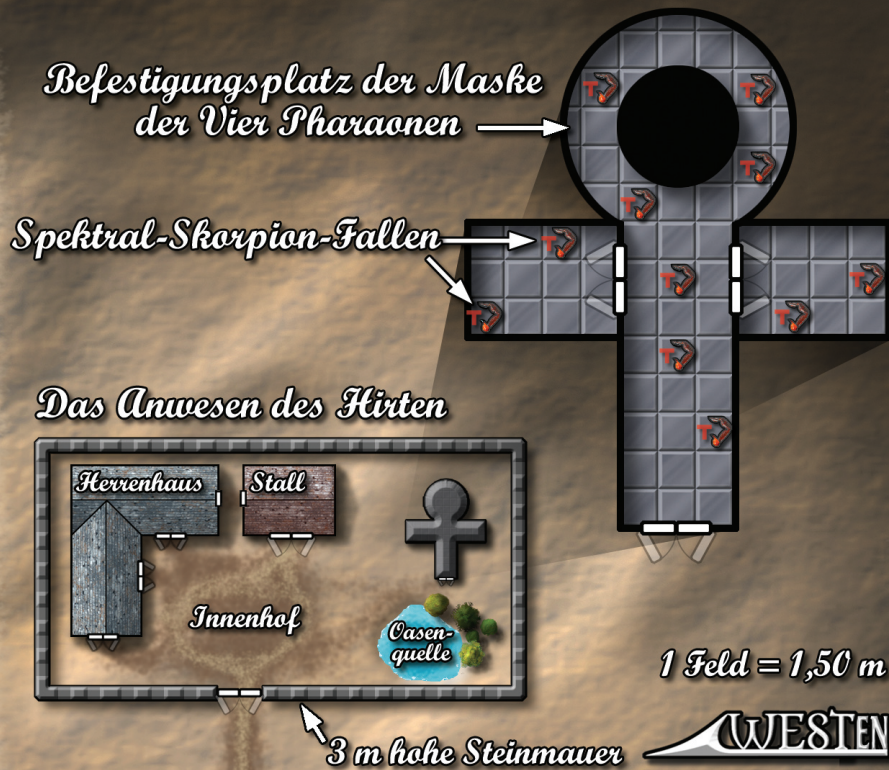 Befestigungsplatz der Maske
der Vier Pharaonen
Spektral-Skorpion-Fallen
Das Anwesen des Hirten
Herrenhaus
Stall
Innenhof
Oasen-
quelle
1 Feld = 1,50 m
3 m hohe Steinmauer
WESTEN